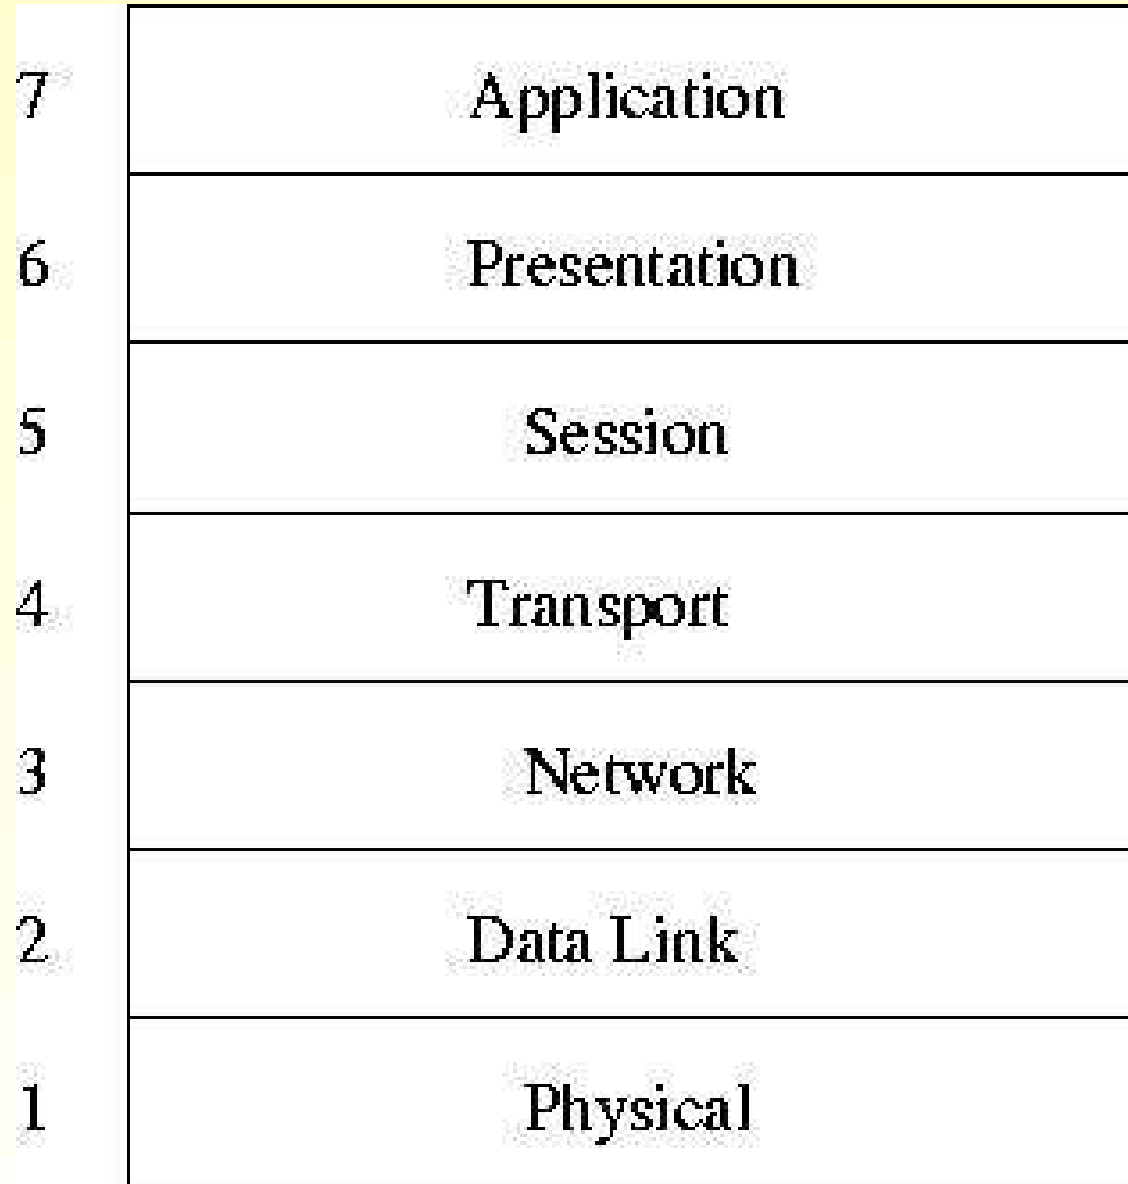 7 Application
6 Presentation
5 Session
4 Transport
3 Network
2 Data Link
1 Physical